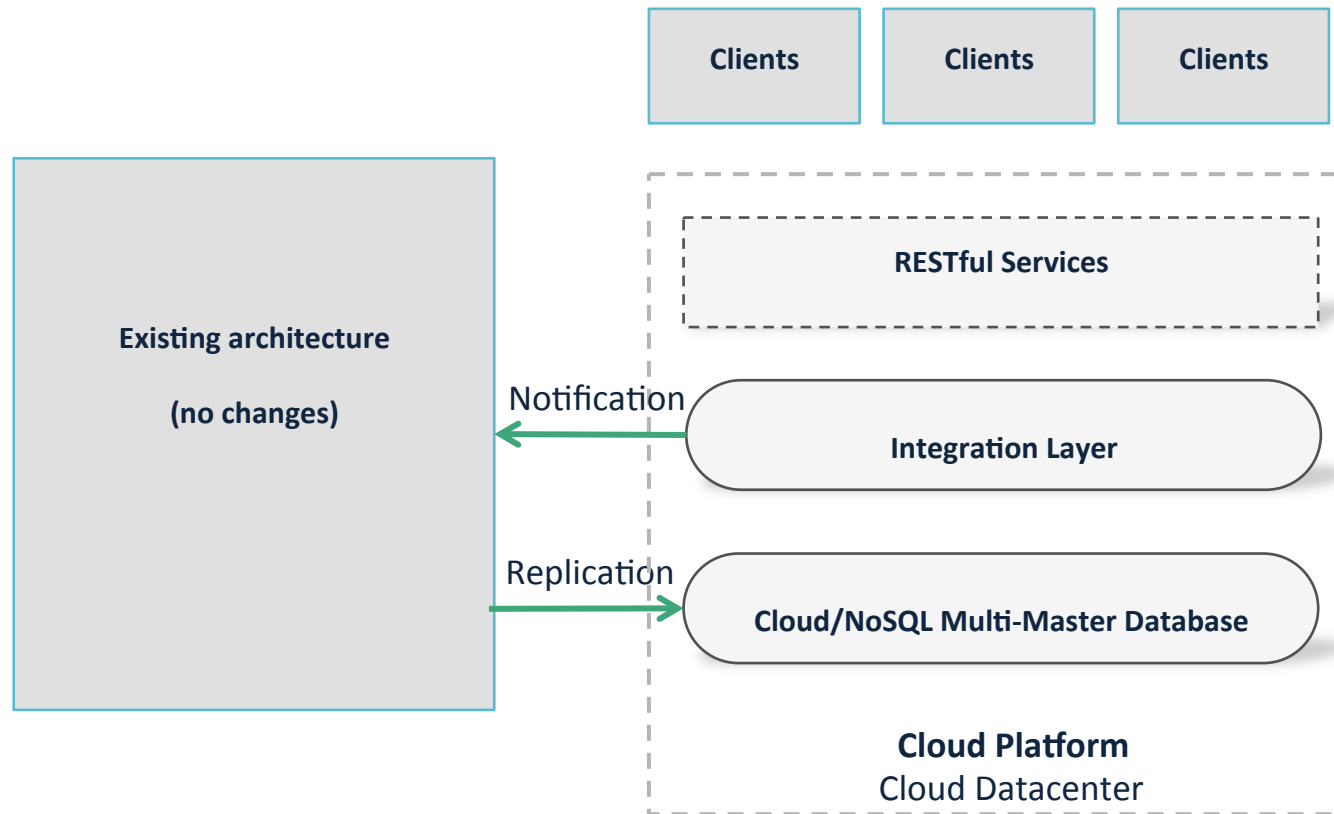 Clients
Clients
Clients
RESTful Services
Existing architecture
(no changes)
Notification
Integration Layer
Replication
Cloud/NoSQL Multi-Master Database
Cloud Platform
Cloud Datacenter